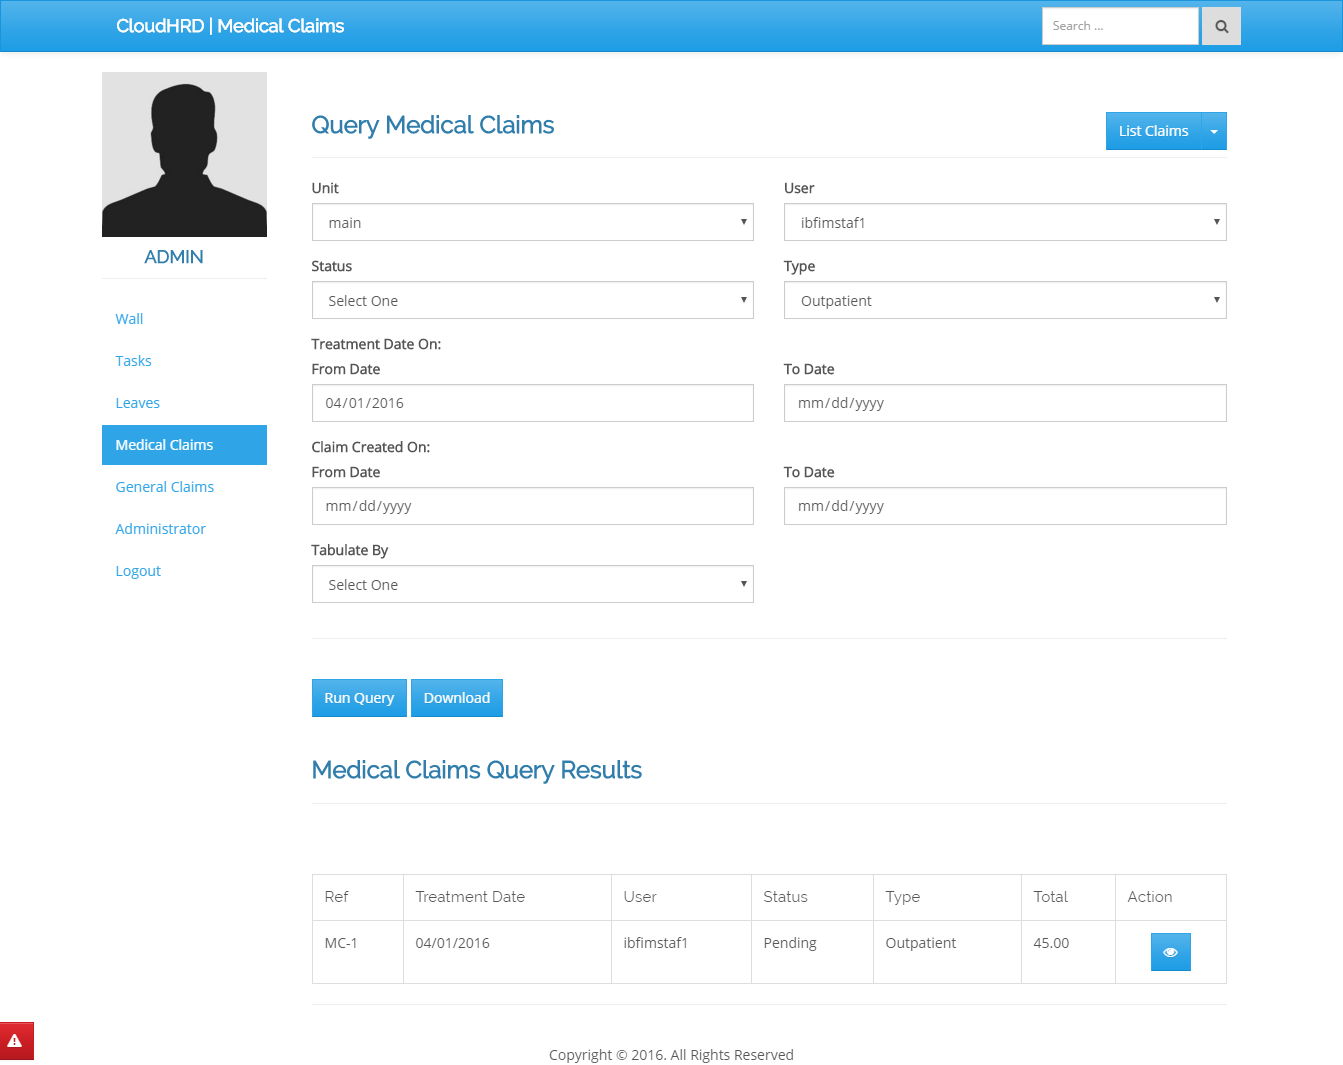 CloudHRD | Medical Claims
Search ...
ADMIN
Wall
Tasks
Leaves
Medical Claims
General Claims
Administrator
Logout
Query Medical Claims
List Claims
Unit
User
main
ibfimstaf1
Status
Type
Select One
Outpatient
Treatment Date On:
From Date
To Date
04/01/2016
mm/dd/yyyy
Claim Created On:
From Date
To Date
mm/dd/yyyy
mm/dd/yyyy
Tabulate By
Select One
Run Query
Download
Medical Claims Query Results
Ref Treatment Date User Status Type Total Action
MC-1 04/01/2016 ibfimstaf1 Pending Outpatient 45.00
Copyright © 2016. All Rights Reserved